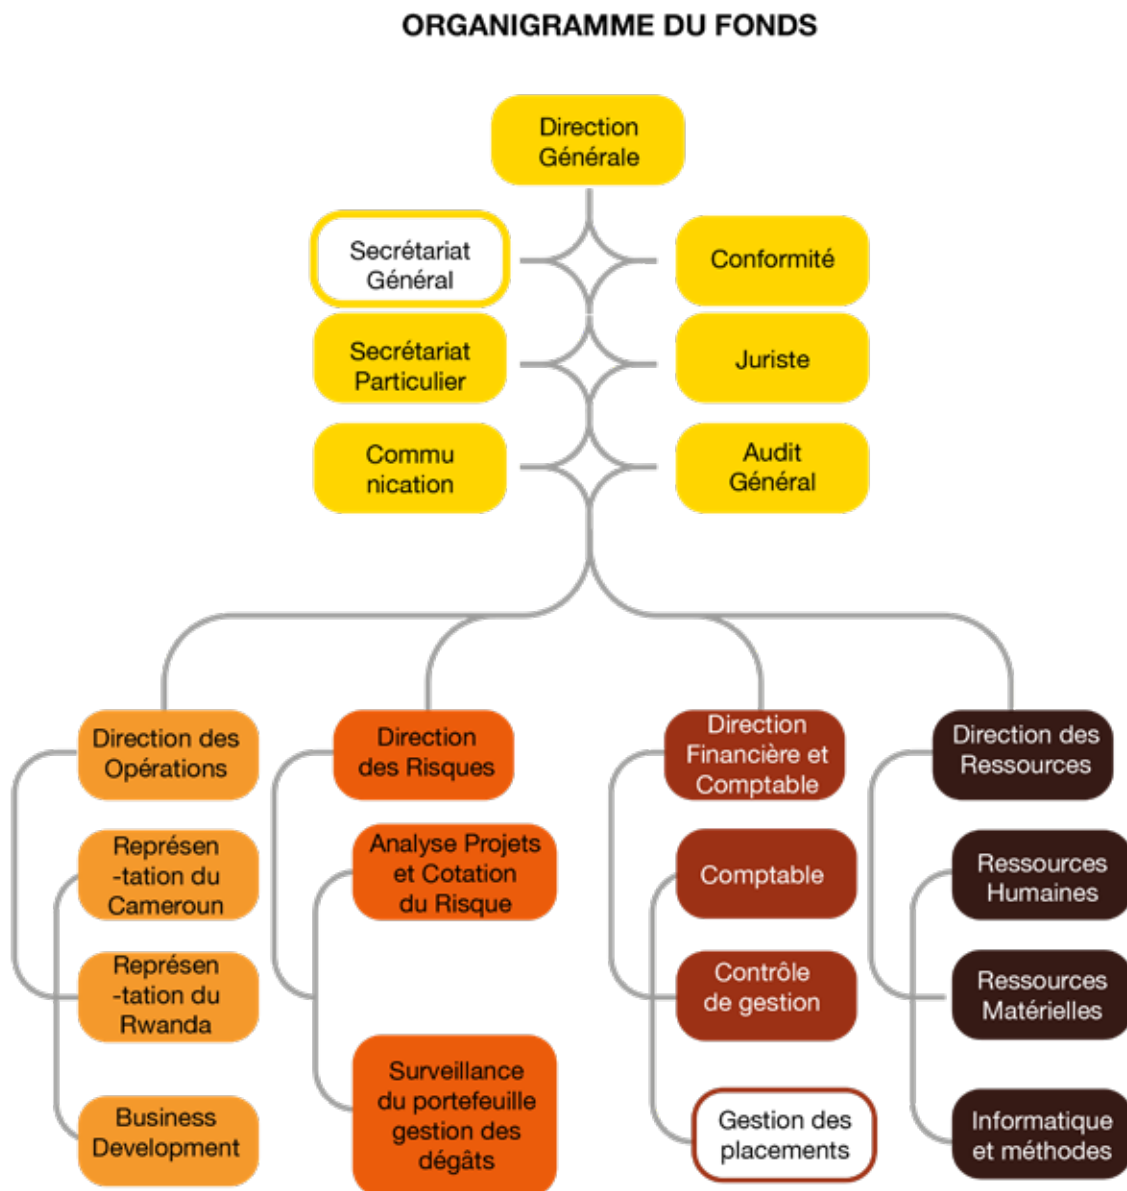 ORGANIGRAMME DU FONDS
Direction
Générale
Secrétariat
Général
Conformité
Secrétariat
Particulier
Juriste
Commu
nication
Audit
Général
Direction des
Opérations
Direction
des Risques
Direction
Financière et
Comptable
Direction des
Ressources
Représen
-tation du
Cameroun
Analyse Projets
et Cotation
du Risque
Comptable
Ressources
Humaines
Représen
-tation du
Rwanda
Contrôle
de gestion
Ressources
Matérielles
Business
Development
Surveillance
du portefeuille
gestion des
dégâts
Gestion des
placements
Informatique
et méthodes